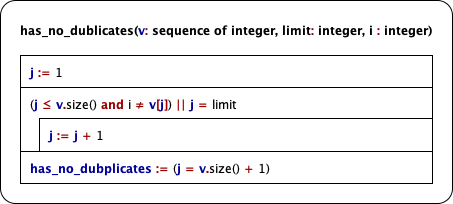 has_no_dublicates(v: sequence of integer, limit: integer, i : integer)
j := 1
(j ≤ v.size() and i ≠ v[j]) || j = limit
j := j + 1
has_no_dubplicates := (j = v.size() + 1)